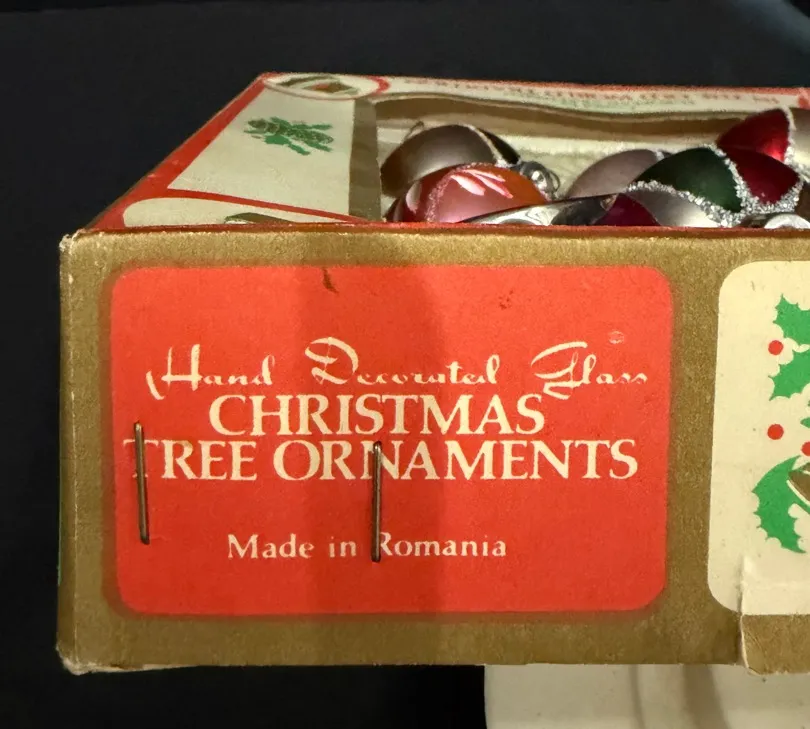 Hand Decorated Glass
CHRISTMAS
TREE ORNAMENTS
Made in Romania